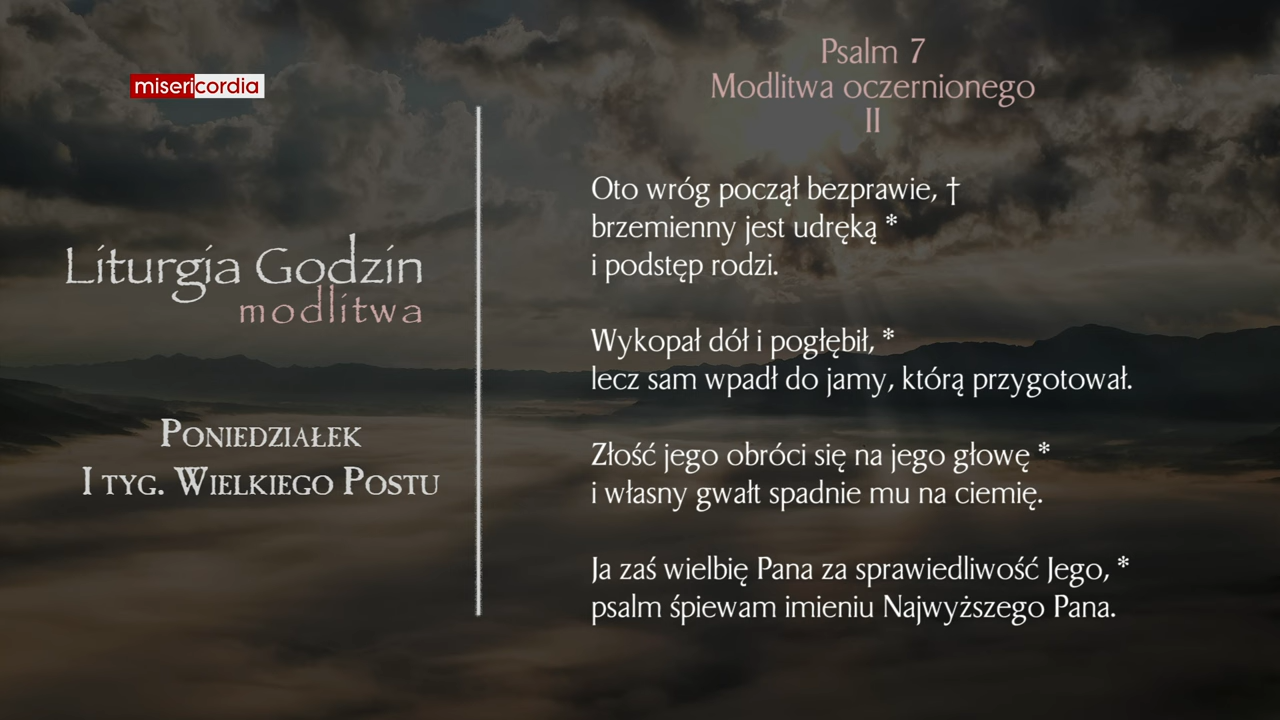 misericordia
Liturgia Godzin
modlitwa
Poniedziałek
I tyg. Wielkiego Postu
Psalm 7
Modlitwa oczernionego
II
Oto wróg począł bezprawie, †
brzemienny jest udręką *
i podstęp rodzi.
Wykopał dół i pogłębił, *
lecz sam wpadł do jamy, którą przygotował.
Złość jego obróci się na jego głowę *
i własny gwałt spadnie mu na ciemię.
Ja zaś wielbię Pana za sprawiedliwość Jego, *
psalm śpiewam imieniu Najwyższego Pana.